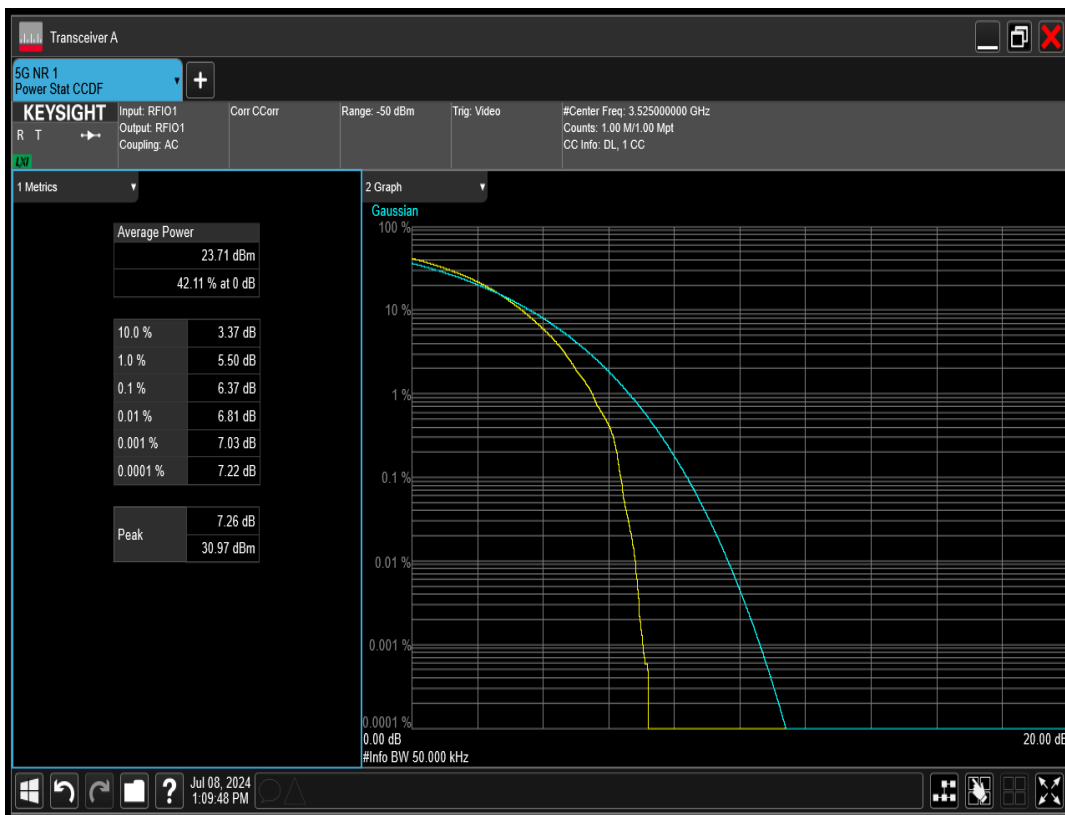 Transceiver A
5G NR 1
Power Stat CCDF
+
KEYSIGHT
R T
LXI
Input: RFIO1
Output: RFIO1
Coupling: AC
Corr CCorr
Range: -50 dBm
Trig: Video
#Center Freq: 3.525000000 GHz
Counts: 1.00 M/1.00 Mpt
CC Info: DL, 1 CC
1 Metrics
Average Power
23.71 dBm
42.11 % at 0 dB
10.0 % 3.37 dB
1.0 % 5.50 dB
0.1 % 6.37 dB
0.01 % 6.81 dB
0.001 % 7.03 dB
0.0001 % 7.22 dB
Peak
7.26 dB
30.97 dBm
2 Graph
Gaussian
100 %
10 %
1 %
0.1 %
0.01 %
0.001 %
0.0001 %
0.00 dB 20.00 dB
#Info BW 50.000 kHz
?
Jul 08, 2024
1:09:48 PM